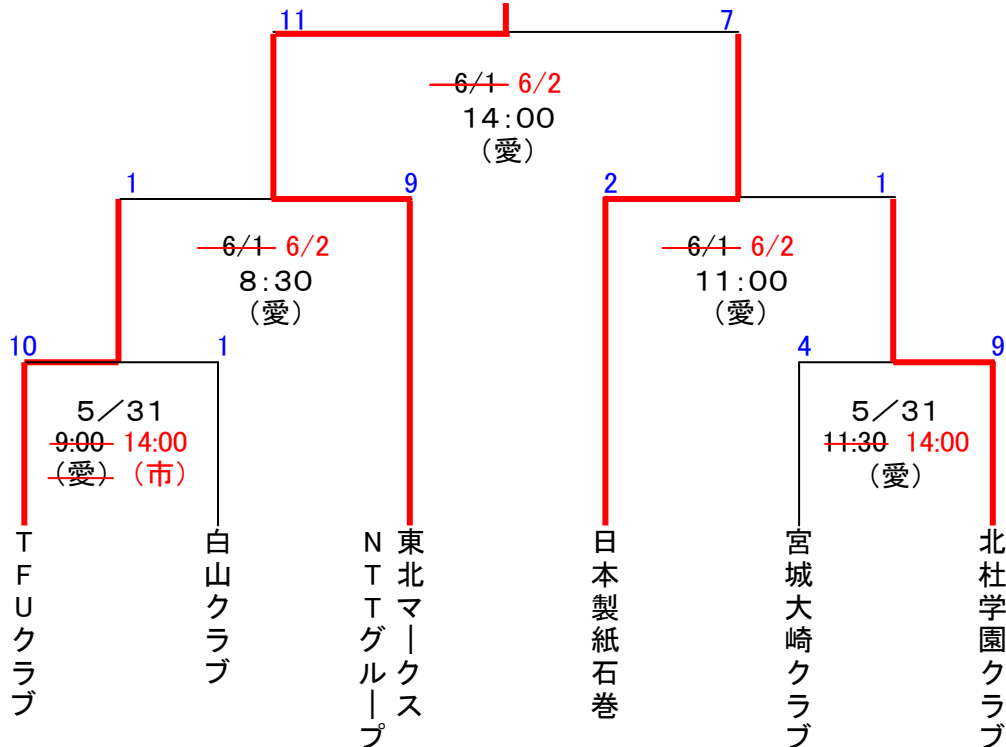 11 7
6/1 6/2
14:00
(愛)
1 9 2 1
6/1 6/2
8:30
(愛)
6/1 6/2
11:00
(愛)
10 1 4 9
5/31
9:00 14:00
(愛) (市)
5/31
11:30 14:00
(愛)
TFUクラブ
白山クラブ
東北マークス
NTTグループ
日本製紙石巻
宮城大崎クラブ
北杜学園クラブ